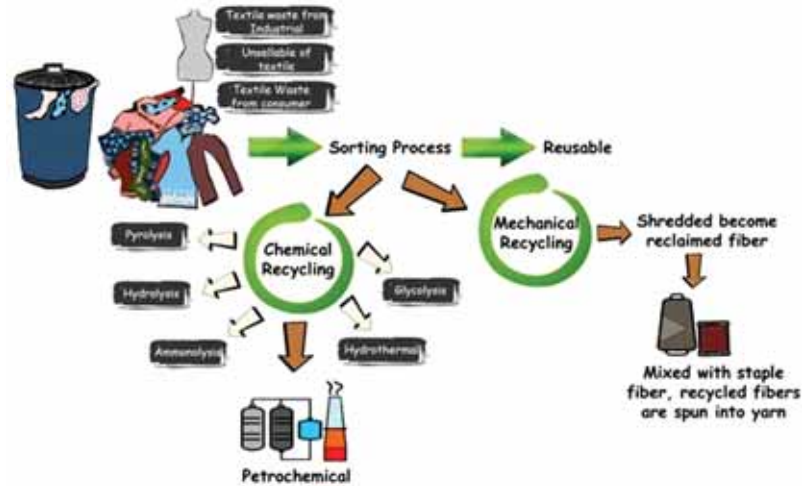 Textile waste from
Industrial
Unsellable of
textile
Textile Waste
from consumer
Sorting Process
Reusable
Chemical
Recycling
Mechanical
Recycling
Shredded become
reclaimed fiber
Pyrolysis
Hydrolysis
Ammonolysis
Glycolysis
Hydrothermal
Mixed with staple
fiber, recycled fibers
are spun into yarn
Petrochemical